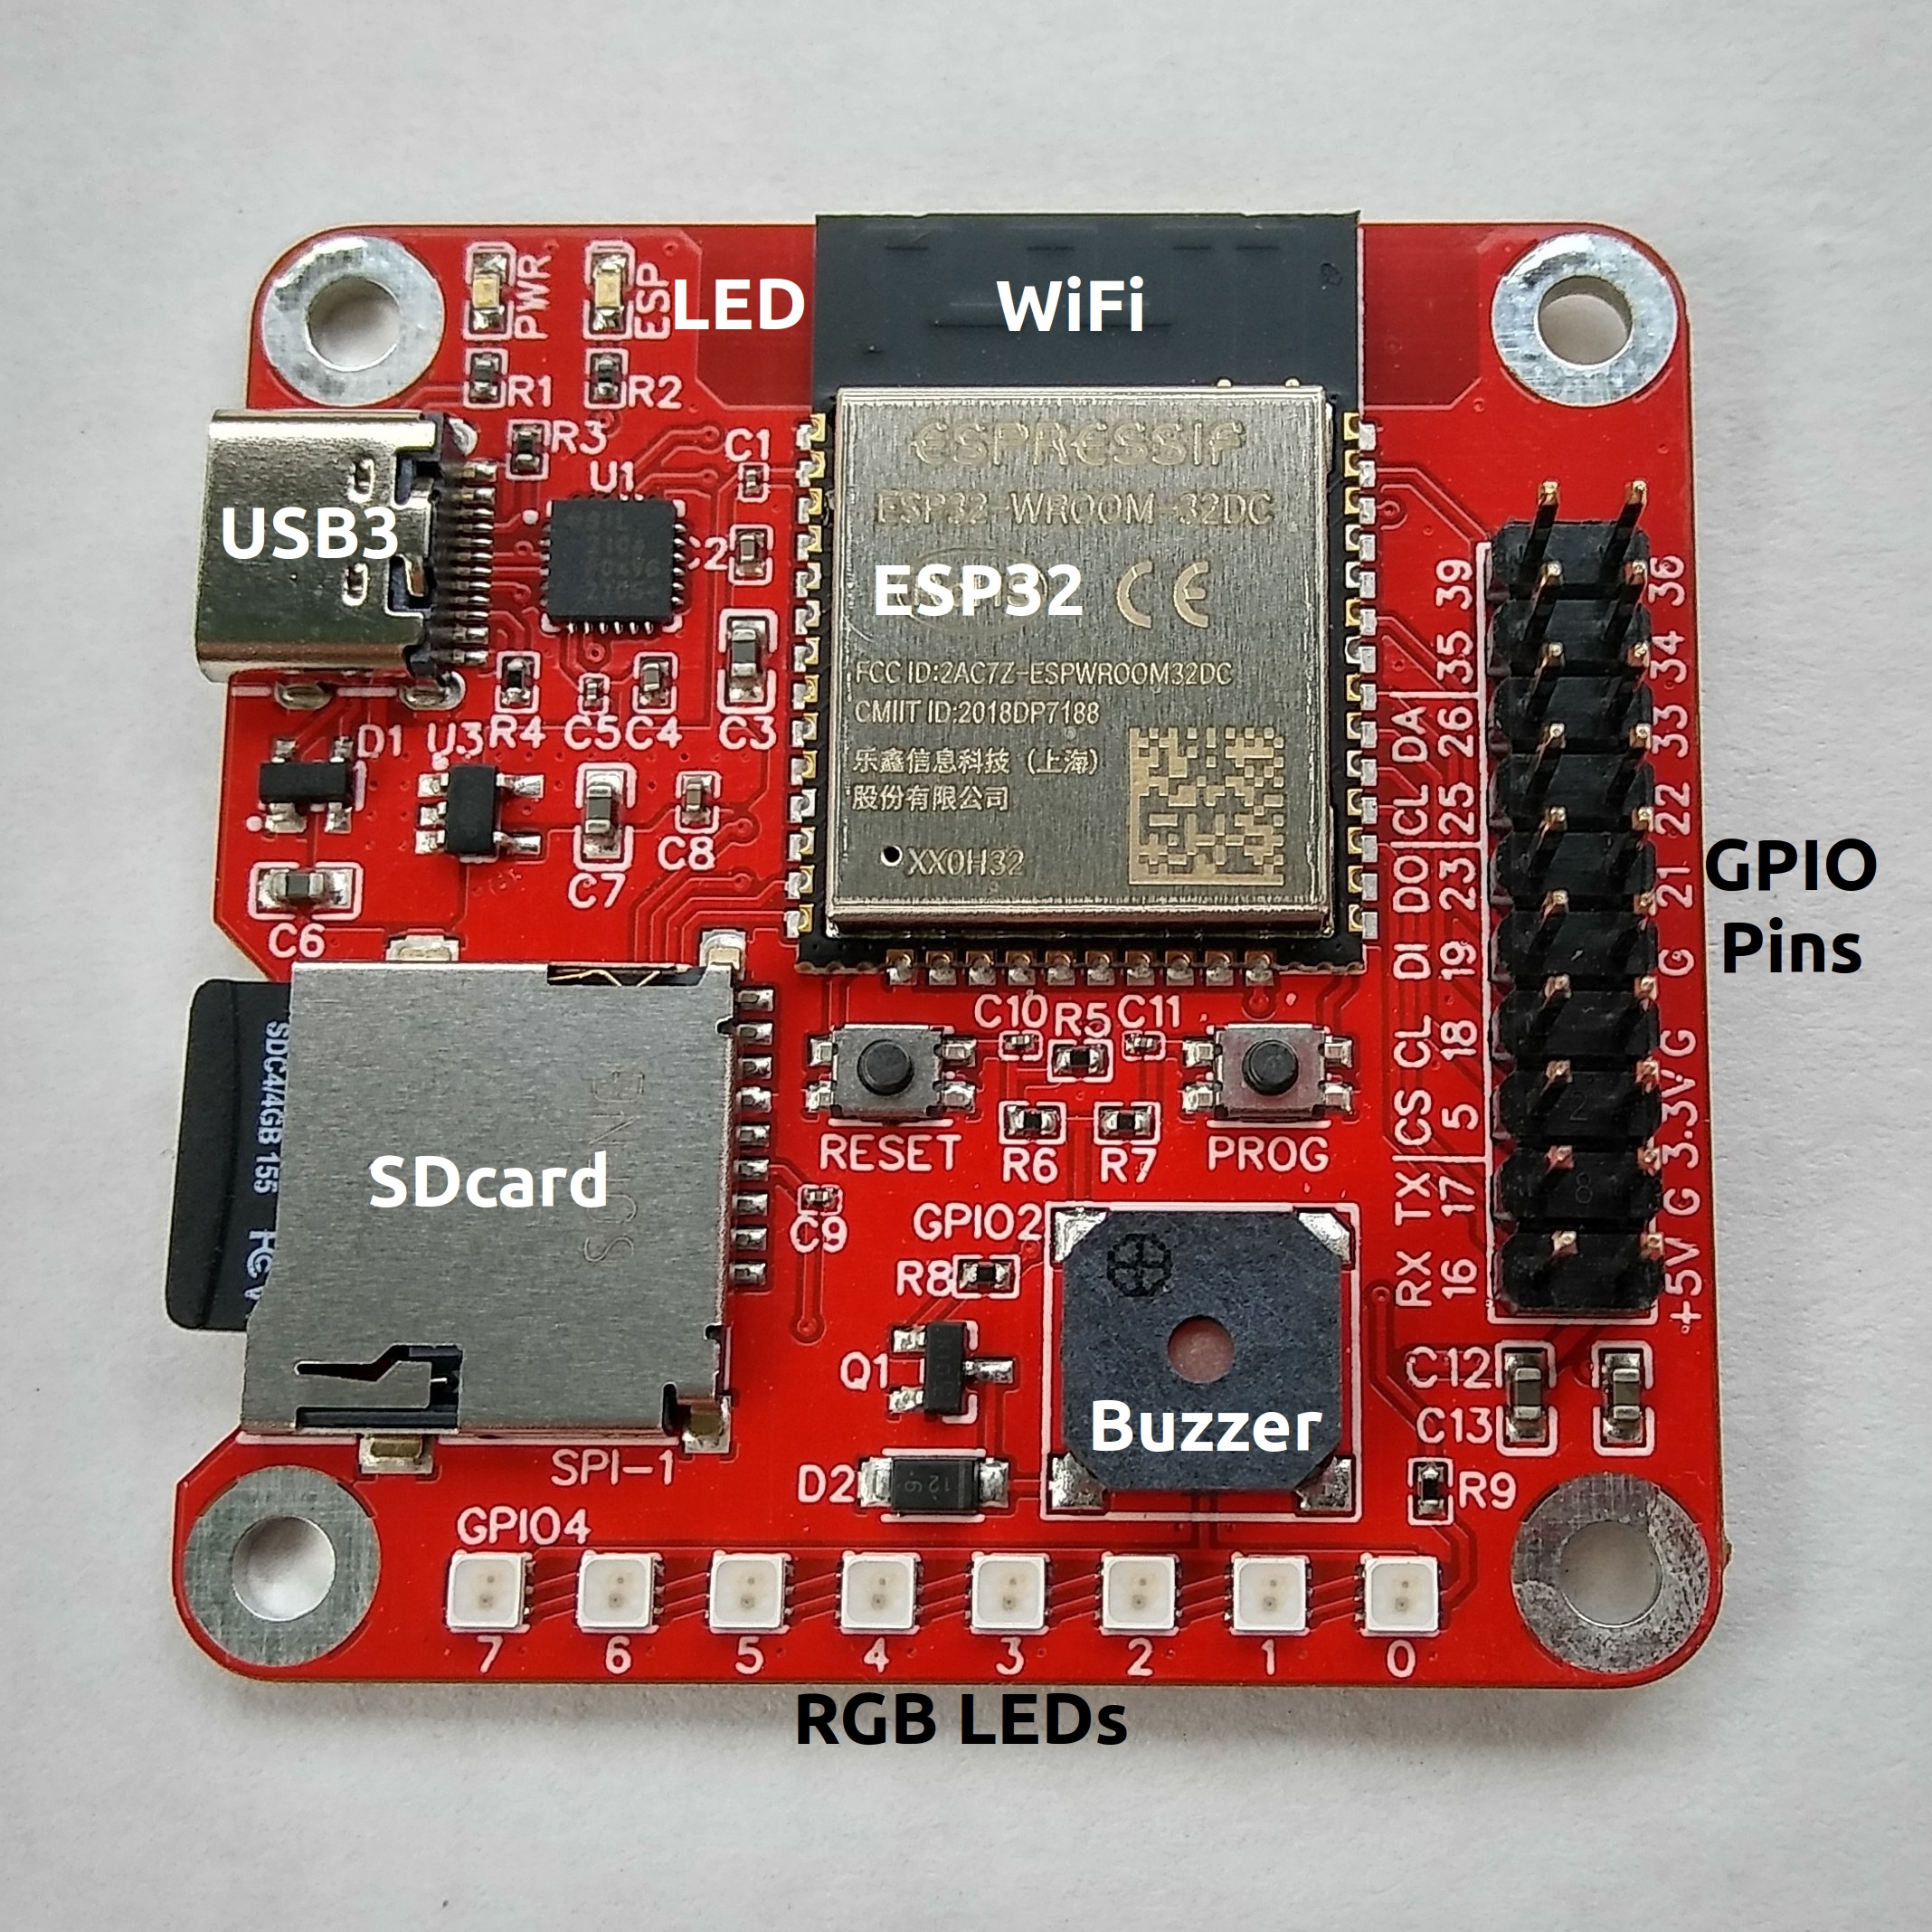 PWR
ESP
LED
WiFi
R1
R2
R3
C1
U1
C2
USB3
ESPRESSIF
ESP32-WROOM-32DC
ESP32
CE
FCC ID:2AC7Z-ESPWROOM32DC
CMIIT ID:2018DP7188
乐鑫信息科技（上海）
股份有限公司
XX0H32
R4
C5
C4
C3
D1
U3
C8
C7
C6
39
36
35
34
DA
26
33
CL
25
22
DO
23
21
DI
19
G
CL
18
G
CS
5
3.3V
TX
17
G
RX
16
+5V
GPIO
Pins
C10
R5
C11
RESET
R6
R7
PROG
SDC4/4GB 155
SDcard
C9
GPIO2
R8
Q1
Buzzer
C12
C13
D2
R9
SPI-1
GPIO4
7 6 5 4 3 2 1 0
RGB LEDs